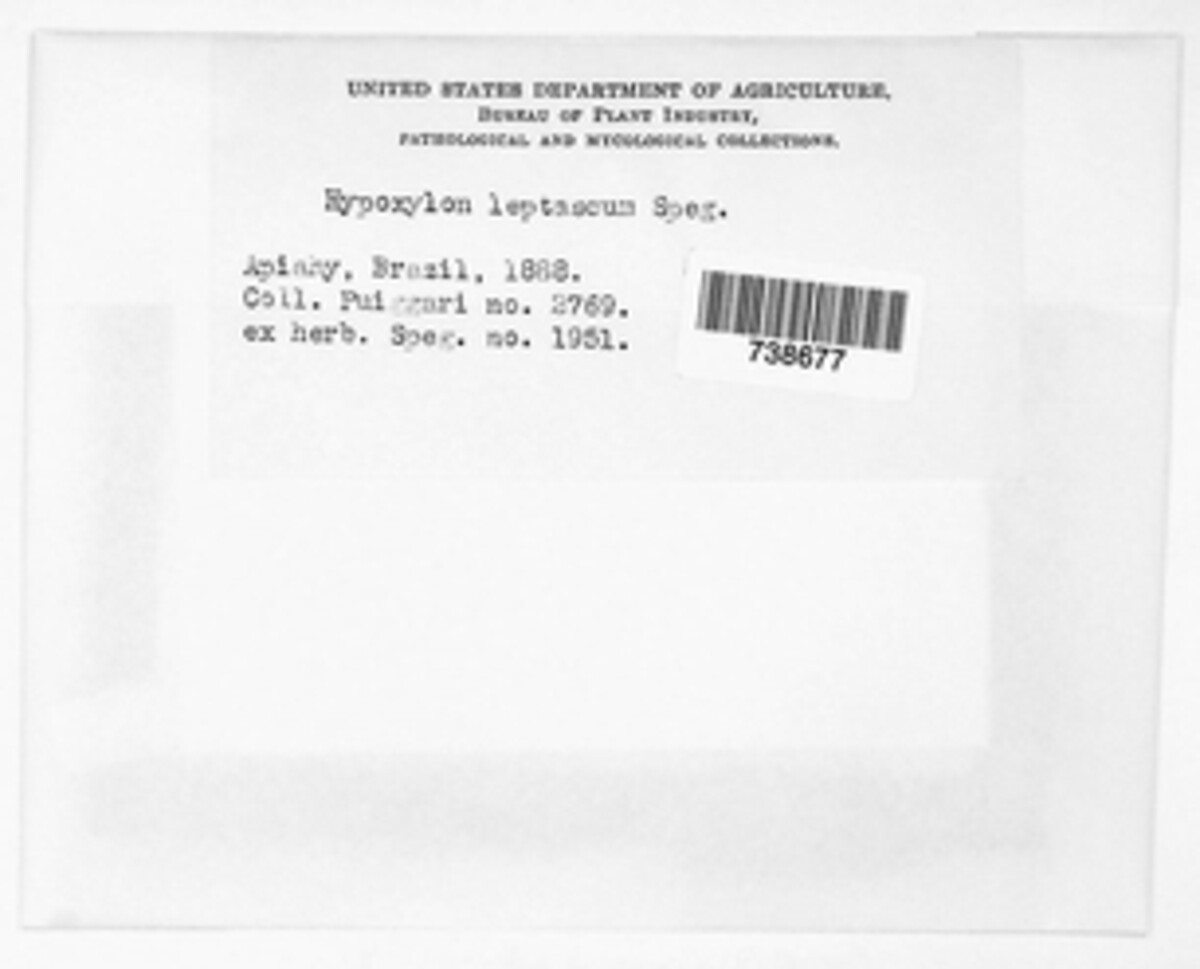 UNITED STATES DEPARTMENT OF AGRICULTURE,
BUREAU OF PLANT INDUSTRY,
PATHOLOGICAL AND MYCOLOGICAL COLLECTIONS.
Hypoxylon leptascum Speg.
Apiahy, Brazil, 1888.
Coll. Puiggari no. 2769.
ex herb. Speg. no. 1951.
738677